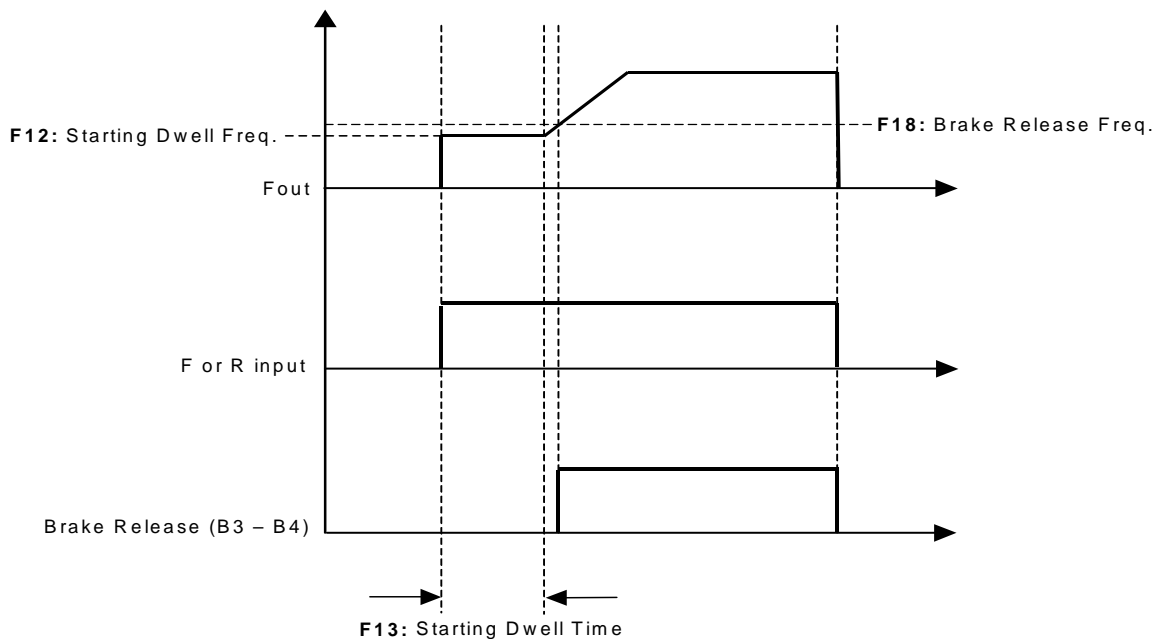 F12: Starting Dwell Freq.
F18: Brake Release Freq.
Fout
F or R input
Brake Release (B3 – B4)
F13: Starting Dwell Time